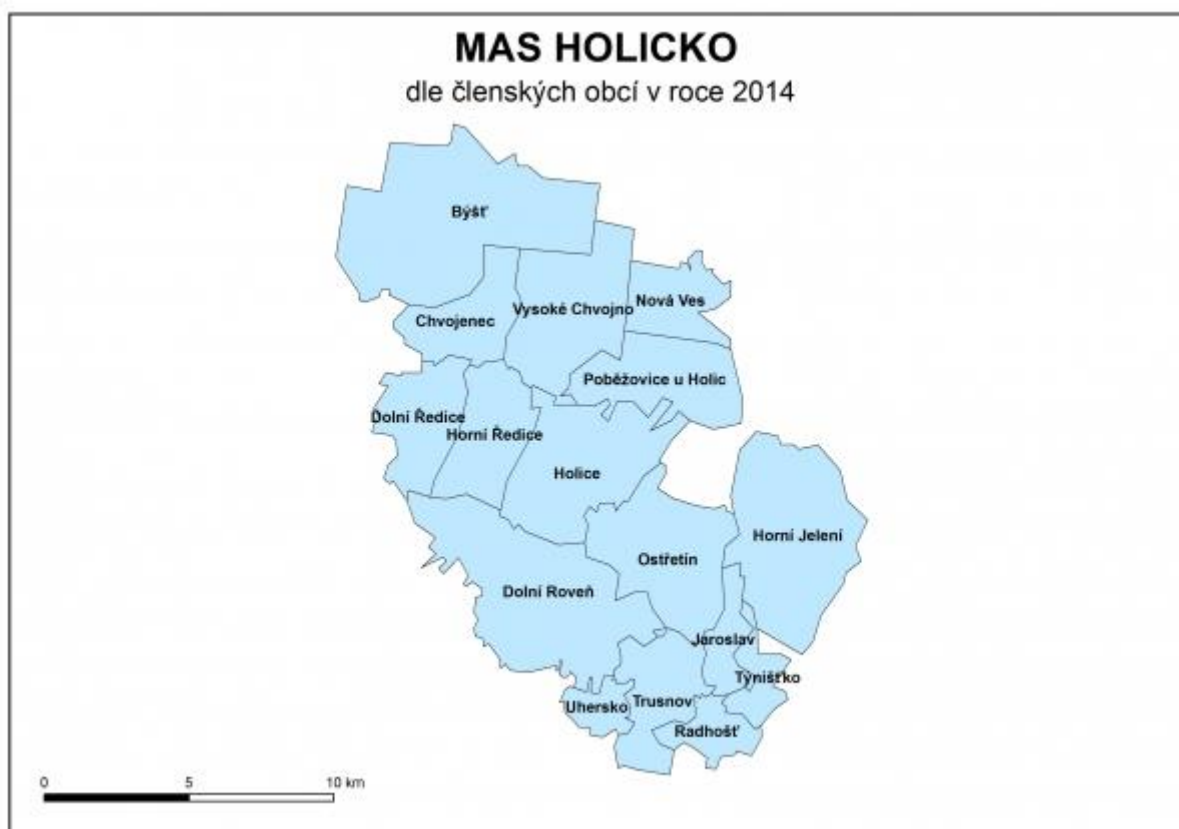 MAS HOLICKO
dle členských obcí v roce 2014
Býšť
Nová Ves
Vysoké Chvojno
Chvojenec
Poběžovice u Holic
Dolní Ředice
Horní Ředice
Holice
Horní Jelení
Ostřetín
Dolní Roveň
Jaroslav
Týnišťko
Trusnov
Uhersko
Radhošť
0 5 10 km